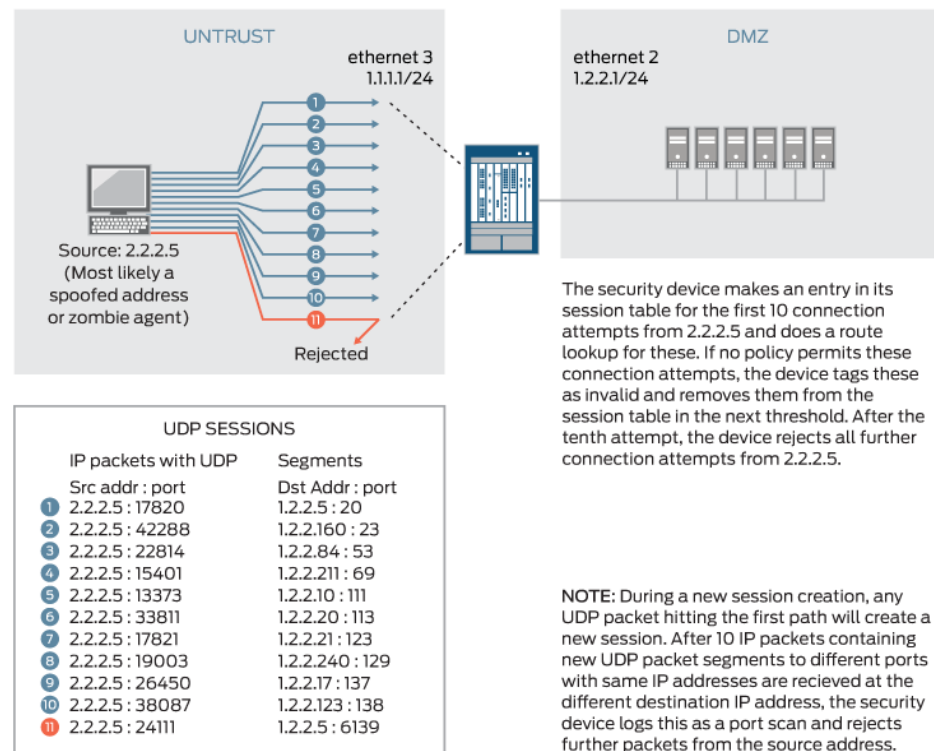 UNTRUST
ethernet 3
1.1.1.1/24
1
2
3
4
5
6
7
8
9
10
11
Source: 2.2.2.5
(Most likely a
spoofed address
or zombie agent)
Rejected
DMZ
ethernet 2
1.2.2.1/24
The security device makes an entry in its
session table for the first 10 connection
attempts from 2.2.2.5 and does a route
lookup for these. If no policy permits these
connection attempts, the device tags these
as invalid and removes them from the
session table in the next threshold. After the
tenth attempt, the device rejects all further
connection attempts from 2.2.2.5.
UDP SESSIONS
IP packets with UDP Segments
Src addr : port Dst Addr : port
1 2.2.2.5 : 17820 1.2.2.5 : 20
2 2.2.2.5 : 42288 1.2.2.160 : 23
3 2.2.2.5 : 22814 1.2.2.84 : 53
4 2.2.2.5 : 15401 1.2.2.211 : 69
5 2.2.2.5 : 13373 1.2.2.10 : 111
6 2.2.2.5 : 33811 1.2.2.20 : 113
7 2.2.2.5 : 17821 1.2.2.21 : 123
8 2.2.2.5 : 19003 1.2.2.240 : 129
9 2.2.2.5 : 26450 1.2.2.17 : 137
10 2.2.2.5 : 38087 1.2.2.123 : 138
11 2.2.2.5 : 24111 1.2.2.5 : 6139
NOTE: During a new session creation, any
UDP packet hitting the first path will create a
new session. After 10 IP packets containing
new UDP packet segments to different ports
with same IP addresses are recieved at the
different destination IP address, the security
device logs this as a port scan and rejects
further packets from the source address.